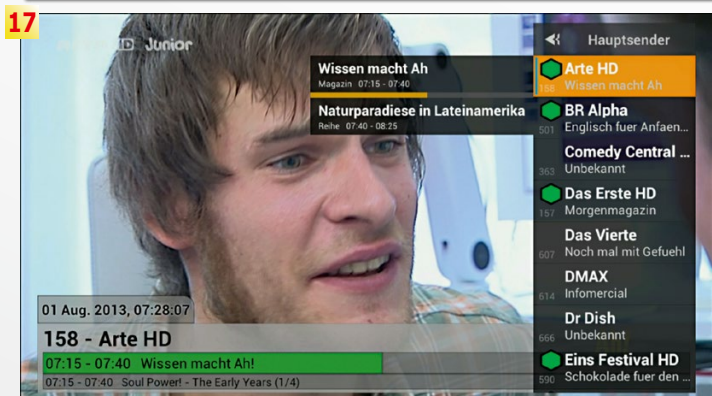 17
HD Junior
Hauptsender
Wissen macht Ah
Magazin 07:15 - 07:40
Naturparadiese in Lateinamerika
Reihe 07:40 - 08:25
Arte HD
158 Wissen macht Ah
BR Alpha
501 Englisch fuer Anfaen...
Comedy Central ...
363 Unbekannt
Das Erste HD
157 Morgenmagazin
Das Vierte
607 Noch mal mit Gefuehl
DMAX
614 Infomercial
Dr Dish
666 Unbekannt
Eins Festival HD
590 Schokolade fuer den ...
01 Aug. 2013, 07:28:07
158 - Arte HD
07:15 - 07:40 Wissen macht Ah!
07:15 - 07:40 Soul Power! - The Early Years (1/4)